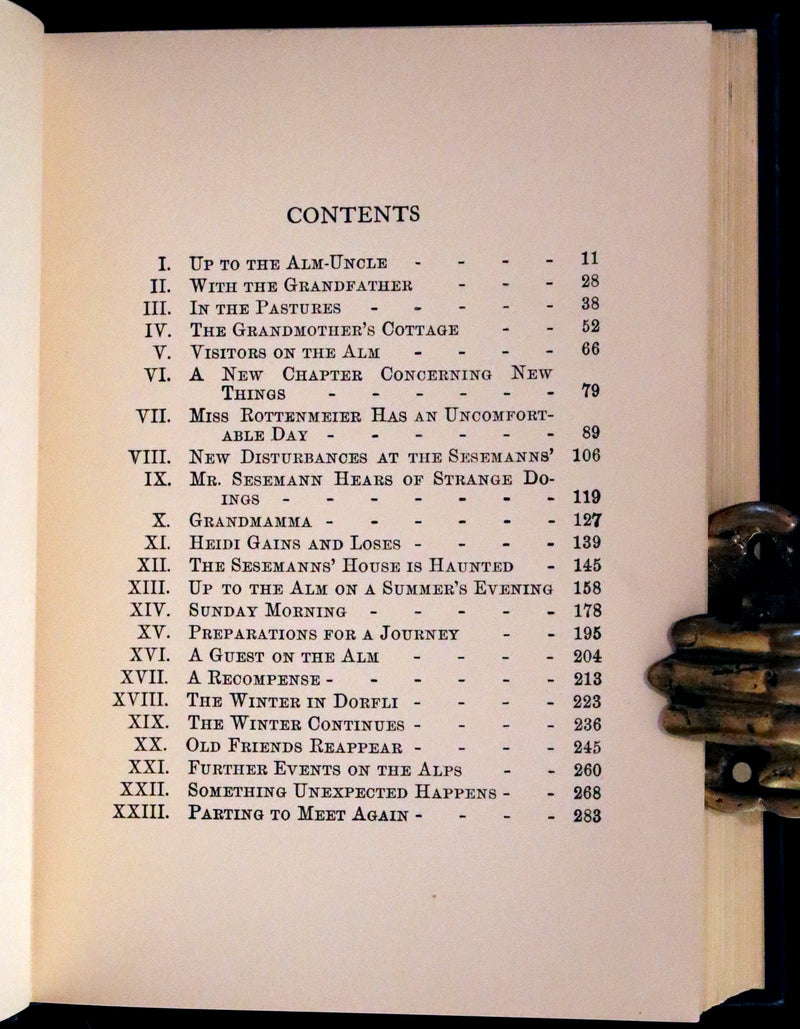 CONTENTS
I. Up to the Alm-Uncle - - - - 11
II. With the Grandfather - - - 28
III. In the Pastures - - - - - 38
IV. The Grandmother's Cottage - - 52
V. Visitors on the Alm - - - - 66
VI. A New Chapter Concerning New
Things - - - - - - 79
VII. Miss Rottenmeier Has an Uncomfort-
able Day - - - - - - 89
VIII. New Disturbances at the Sesemanns' 106
IX. Mr. Sesemann Hears of Strange Do-
ings - - - - - - - 119
X. Grandmamma - - - - - - 127
XI. Heidi Gains and Loses - - - - 139
XII. The Sesemanns' House is Haunted - 145
XIII. Up to the Alm on a Summer's Evening 158
XIV. Sunday Morning - - - - - 178
XV. Preparations for a Journey - - 195
XVI. A Guest on the Alm - - - - 204
XVII. A Recompense - - - - - - 213
XVIII. The Winter in Dorfli - - - - 223
XIX. The Winter Continues - - - - 236
XX. Old Friends Reappear - - - - 245
XXI. Further Events on the Alps - - 260
XXII. Something Unexpected Happens - - 268
XXIII. Parting to Meet Again - - - - 283